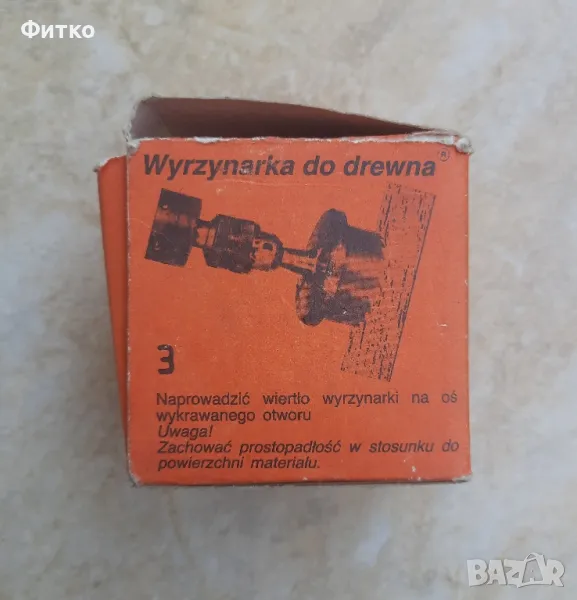 Фитко
Wyrzynarka do drewna®
3
Naprowadzić wiertło wyrzynarki na oś
wykrawanego otworu
Uwaga!
Zachować prostopadłość w stosunku do
powierzchni materiału.
BAZAR